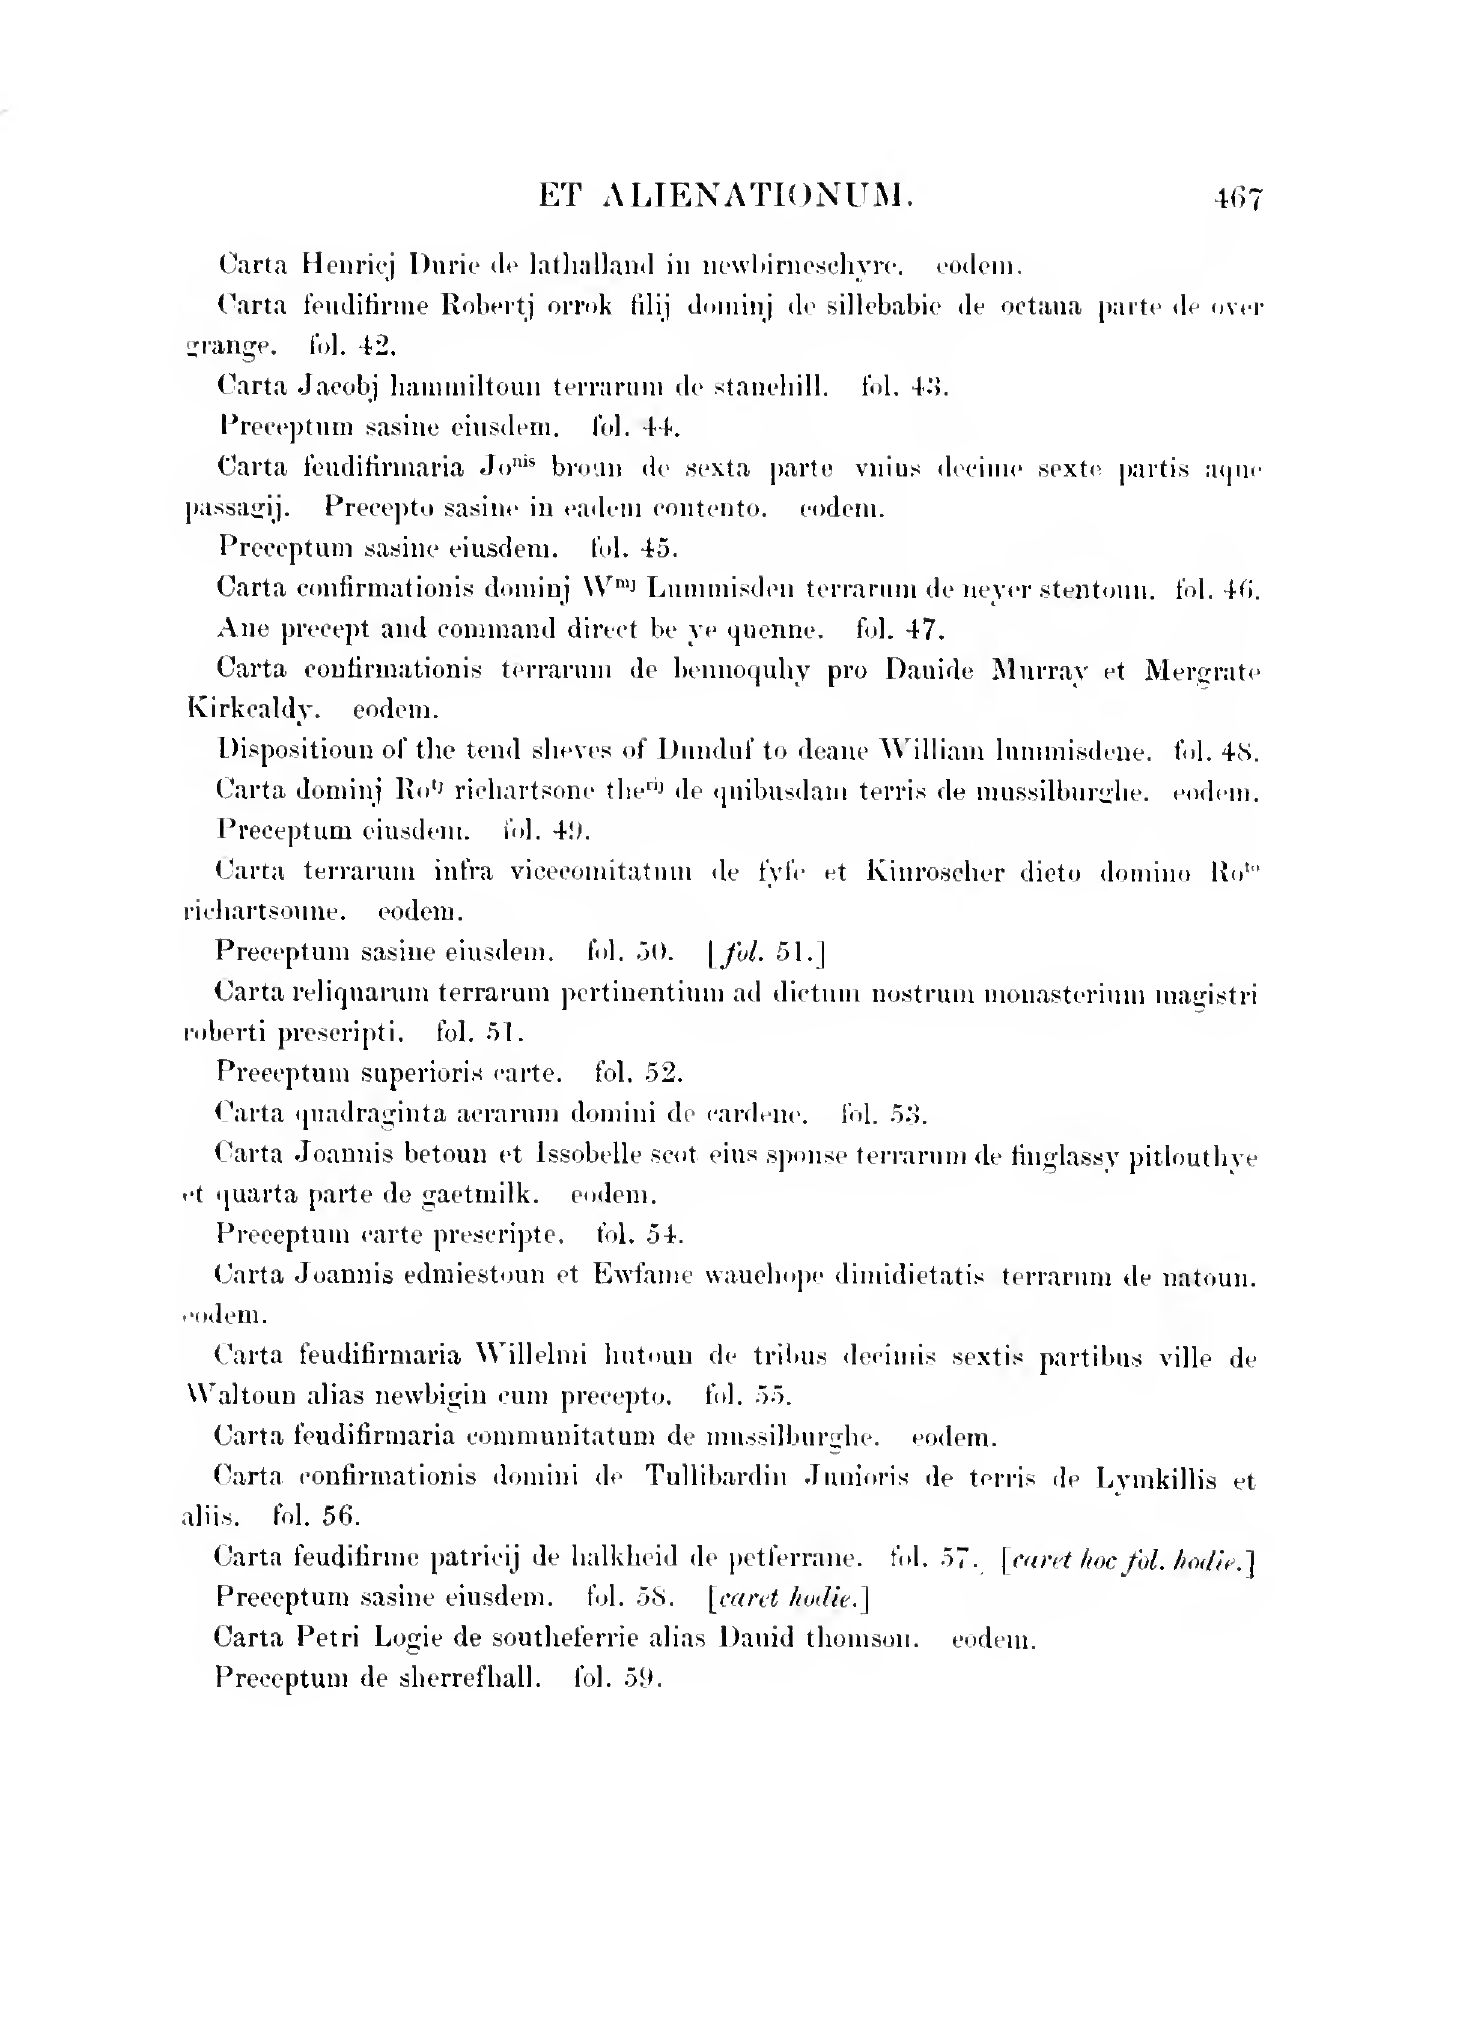 ET ALIENATIONUM. 467
Carta Henricj Durie de lathalland in newbirneschyre. eodem.
Carta feudifirme Robertj orrok filij dominj de sillebabie de octaua parte de over
grange. fol. 42.
Carta Jacobj hammiltoun terrarum de stanehill. fol. 43.
Preceptum sasine eiusdem. fol. 44.
Carta feudifirmaria Joⁿⁱˢ broun de sexta parte vnius decime sexte partis aque
passagij. Precepto sasine in eadem contento. eodem.
Preceptum sasine eiusdem. fol. 45.
Carta confirmationis dominj Wᵐʲ Lummisden terrarum de neyer stentoun. fol. 46.
Ane precept and command direct be ye quenne. fol. 47.
Carta confirmationis terrarum de bennoquhy pro Dauide Murray et Mergrate
Kirkcaldy. eodem.
Dispositioun of the tend sheves of Dunduf to deane William lummisdene. fol. 48.
Carta dominj Roᵗʲ richartsone theʳⁱʲ de quibusdam terris de mussilburghe. eodem.
Preceptum eiusdem. fol. 49.
Carta terrarum infra vicecomitatum de fyfe et Kinroscher dicto domino Roᵗᵒ
richartsoune. eodem.
Preceptum sasine eiusdem. fol. 50. [fol. 51.]
Carta reliquarum terrarum pertinentium ad dictum nostrum monasterium magistri
roberti prescripti. fol. 51.
Preceptum superioris carte. fol. 52.
Carta quadraginta acrarum domini de cardene. fol. 53.
Carta Joannis betoun et Issobelle scot eius sponse terrarum de finglassy pitlouthye
et quarta parte de gaetmilk. eodem.
Preceptum carte prescripte. fol. 54.
Carta Joannis edmiestoun et Ewfame wauchope dimidietatis terrarum de natoun.
eodem.
Carta feudifirmaria Willelmi hutoun de tribus decimis sextis partibus ville de
Waltoun alias newbigin cum precepto. fol. 55.
Carta feudifirmaria communitatum de mussilburghe. eodem.
Carta confirmationis domini de Tullibardin Junioris de terris de Lymkillis et
aliis. fol. 56.
Carta feudifirme patricij de halkheid de petferrane. fol. 57. [caret hoc fol. hodie.]
Preceptum sasine eiusdem. fol. 58. [caret hodie.]
Carta Petri Logie de southeferrie alias Dauid thomson. eodem.
Preceptum de sherrefhall. fol. 59.